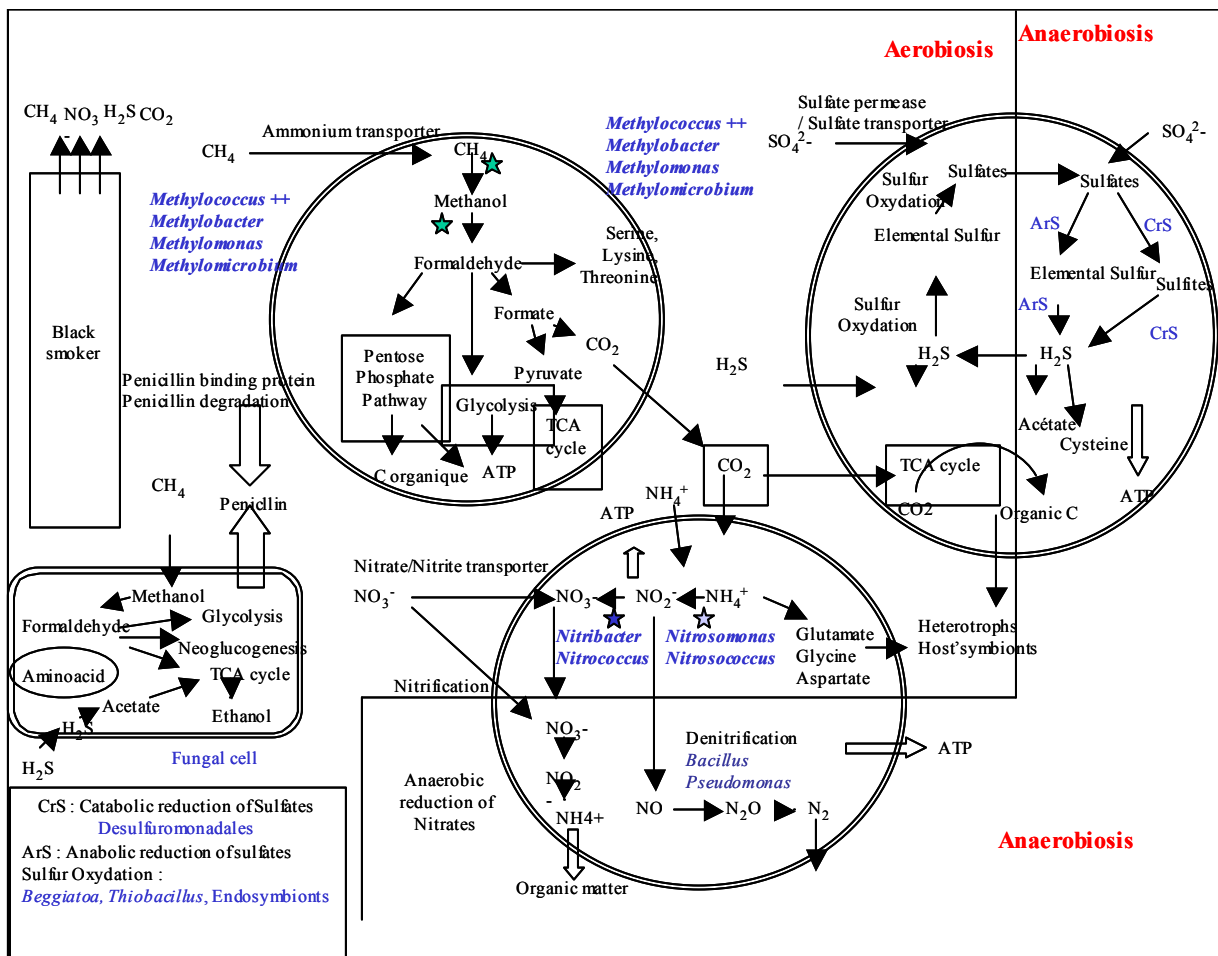 Aerobiosis
Anaerobiosis
CH4 NO3- H2S CO2
Black
smoker
Methylococcus ++
Methylobacter
Methylomonas
Methylomicrobium
CH4
Ammonium transporter
CH4
Methanol
Formaldehyde
Serine,
Lysine,
Threonine
Formate
CO2
Pyruvate
Pentose
Phosphate
Pathway
Glycolysis
TCA
cycle
C organique
ATP
Methylococcus ++
Methylobacter
Methylomonas
Methylomicrobium
Sulfate permease
/ Sulfate transporter
SO42-
SO42-
Sulfates
Sulfates
Sulfur
Oxydation
Elemental Sulfur
ArS
CrS
Elemental Sulfur
Sulfites
Sulfur
Oxydation
ArS
CrS
H2S
H2S
H2S
Acétate
Cysteine
ATP
TCA cycle
CO2
Organic C
CO2
Penicillin binding protein
Penicillin degradation
CH4
Penicllin
Methanol
Formaldehyde
Glycolysis
Neoglucogenesis
Aminoacid
TCA cycle
Acetate
Ethanol
H2S
H2S
Fungal cell
NH4+
ATP
Nitrate/Nitrite transporter
NO3-
NO3-
NO2-
NH4+
Nitribacter
Nitrococcus
Nitrosomonas
Nitrosococcus
Glutamate
Glycine
Aspartate
Heterotrophs
Host'symbionts
Nitrification
NO3-
NO2
-
NH4+
Anaerobic
reduction of
Nitrates
Denitrification
Bacillus
Pseudomonas
NO
N2O
N2
ATP
Organic matter
Anaerobiosis
CrS : Catabolic reduction of Sulfates
Desulfuromonadales
ArS : Anabolic reduction of sulfates
Sulfur Oxydation :
Beggiatoa, Thiobacillus, Endosymbionts